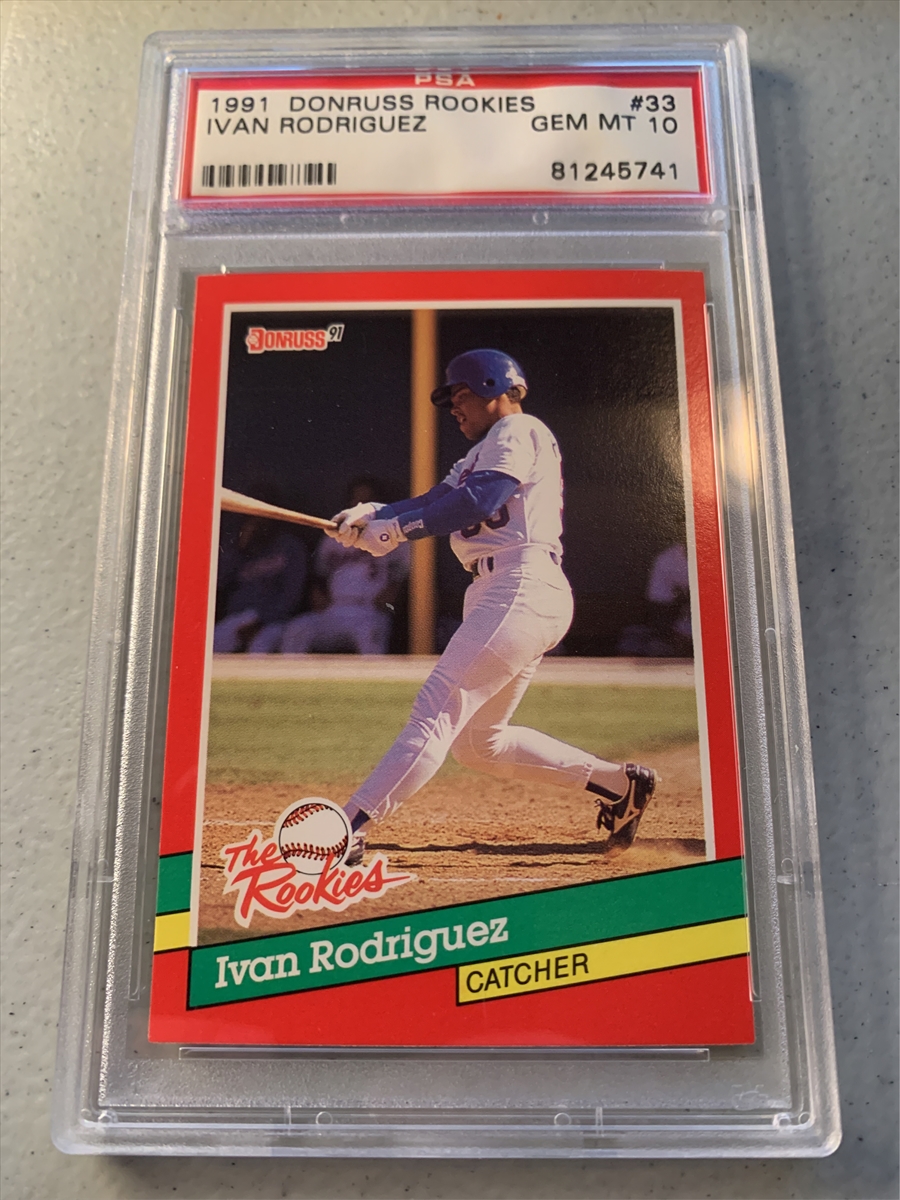 PSA
1991 DONRUSS ROOKIES #33
IVAN RODRIGUEZ GEM MT 10
81245741
DONRUSS 91
The
Rookies
Ivan Rodriguez
CATCHER